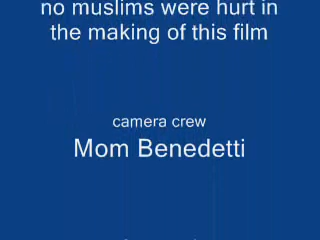 no muslims were hurt in
the making of this film
camera crew
Mom Benedetti